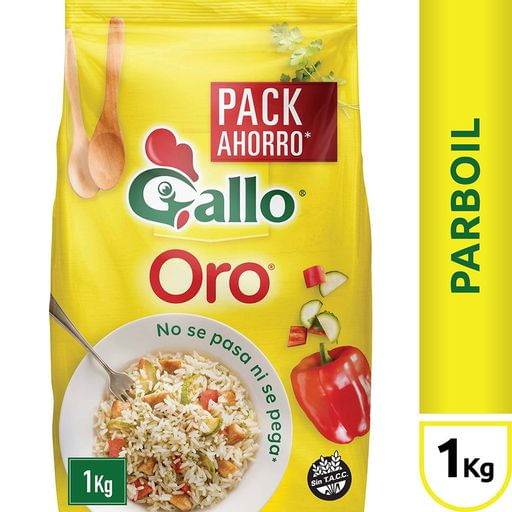 PACK
AHORRO*
Gallo®
Oro®
No se pasa ni se pega*
1Kg
Sin T.A.C.C.
PARBOIL
1Kg